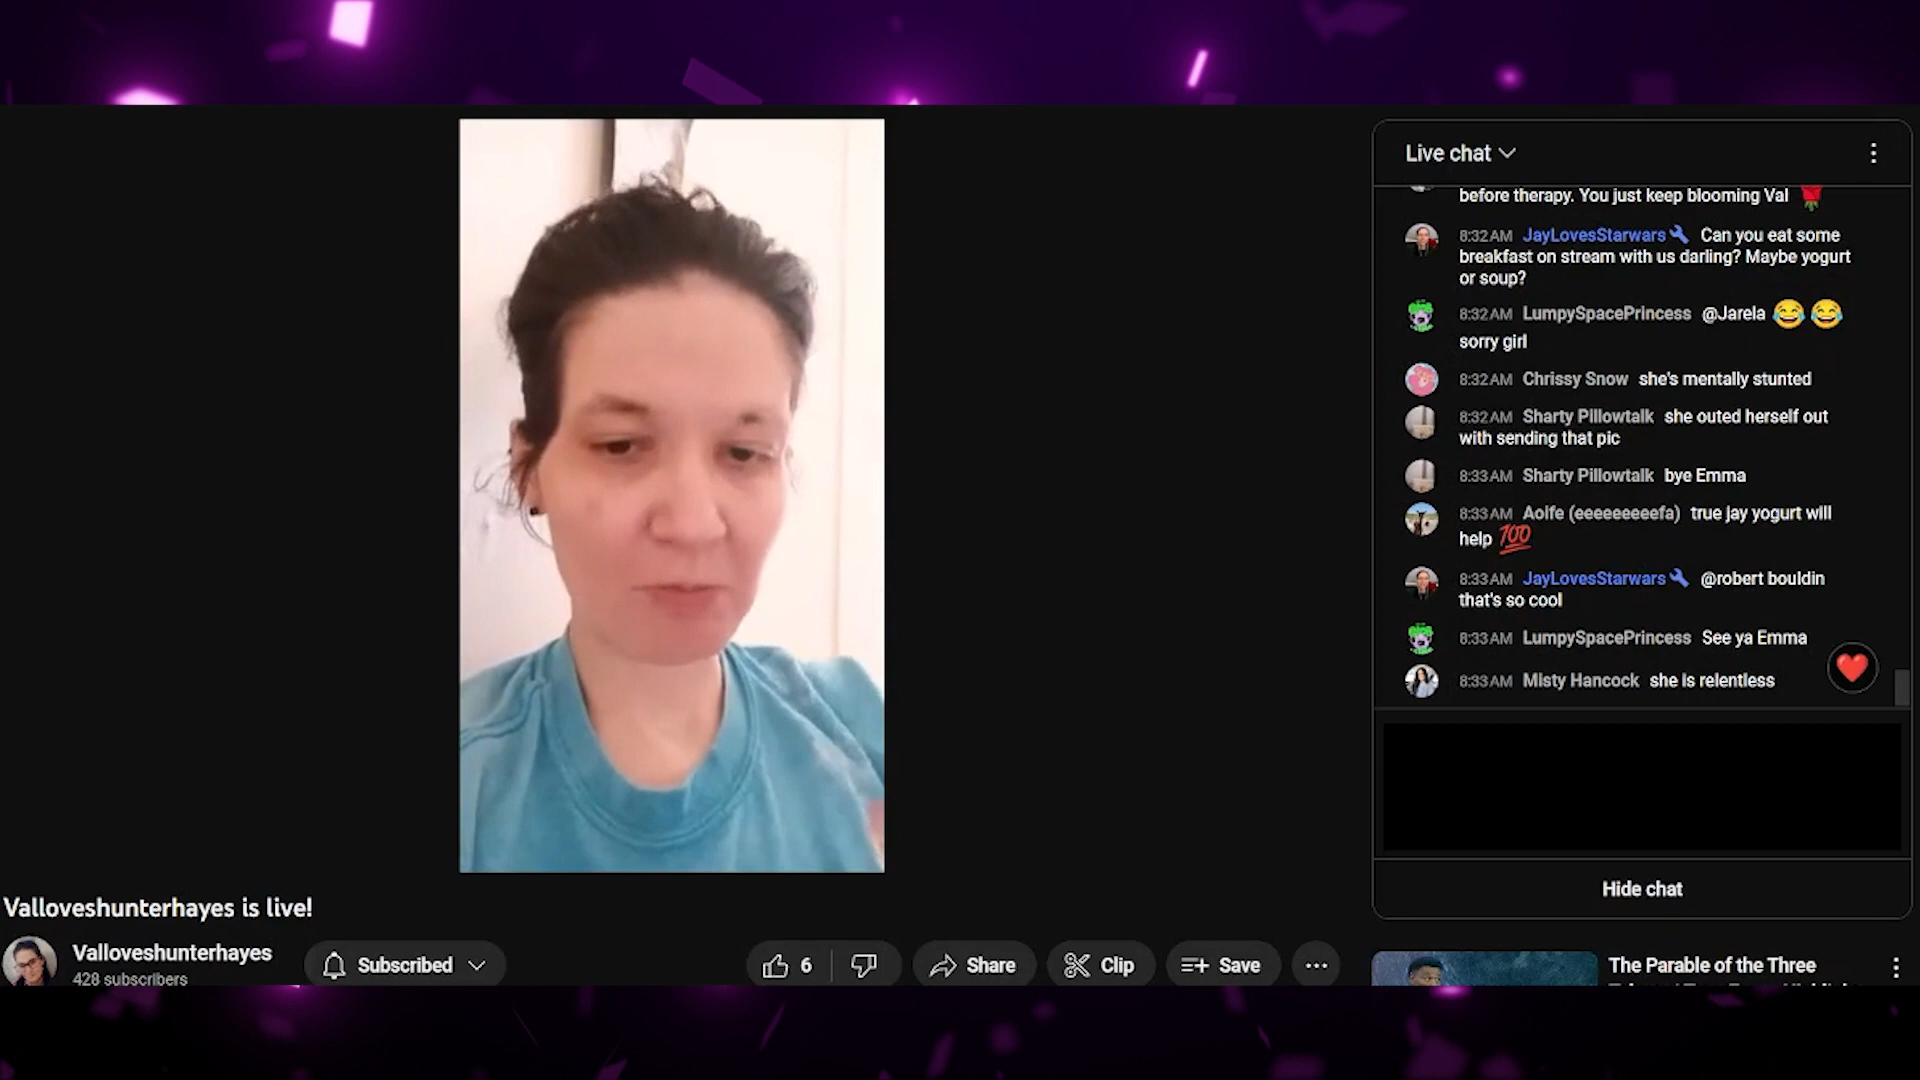 Live chat
before therapy. You just keep blooming Val
8:32 AM JayLovesStarwars Can you eat some
breakfast on stream with us darling? Maybe yogurt
or soup?
8:32 AM LumpySpacePrincess @Jarela
sorry girl
8:32 AM Chrissy Snow she's mentally stunted
8:32 AM Sharty Pillowtalk she outed herself out
with sending that pic
8:33 AM Sharty Pillowtalk bye Emma
8:33 AM Aoife (eeeeeeeeefa) true jay yogurt will
help 100
8:33 AM JayLovesStarwars @robert bouldin
that's so cool
8:33 AM LumpySpacePrincess See ya Emma
8:33 AM Misty Hancock she is relentless
Hide chat
Valloveshunterhayes is live!
Valloveshunterhayes
428 subscribers
Subscribed
6
Share
Clip
Save
The Parable of the Three